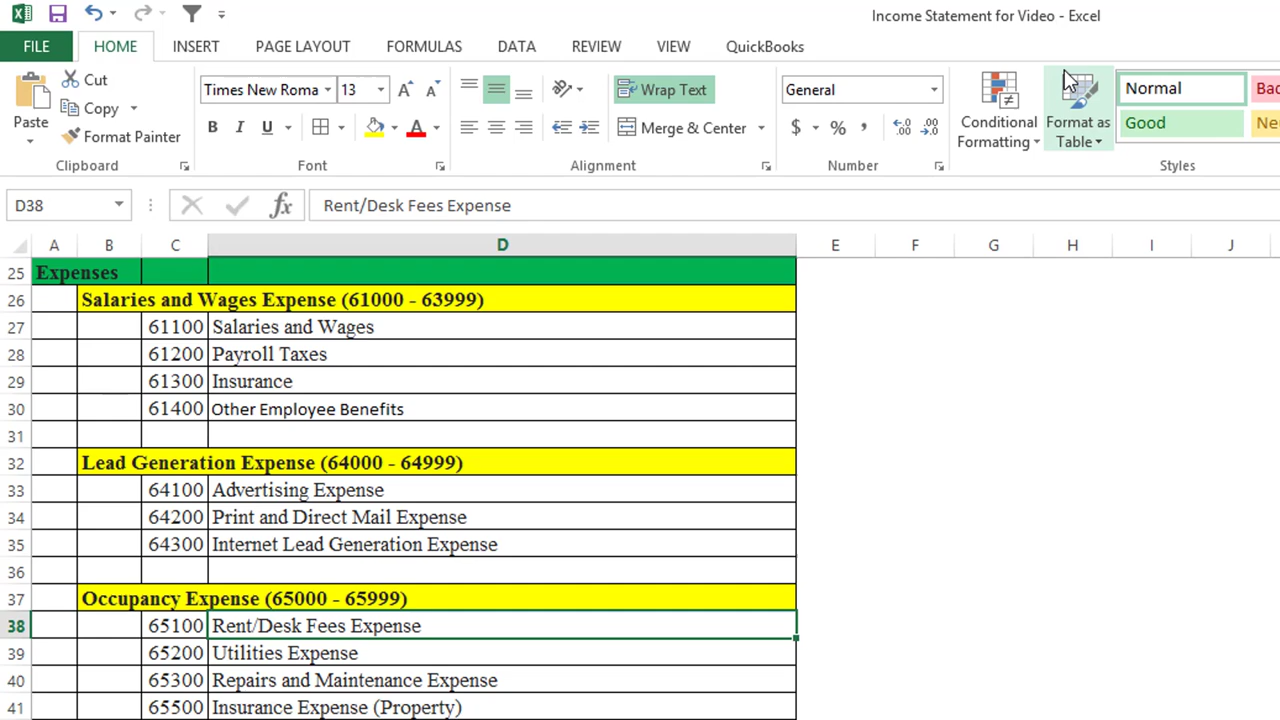 Income Statement for Video - Excel
FILE HOME INSERT PAGE LAYOUT FORMULAS DATA REVIEW VIEW QuickBooks
Paste
Cut
Copy
Format Painter
Clipboard
Times New Roma 13
B I U
Font
Wrap Text
Merge & Center
Alignment
General
$ % ,
Number
Conditional Formatting
Format as Table
Normal
Good
Styles
D38 fx Rent/Desk Fees Expense
A B C D E F G H I J
25 Expenses
26 Salaries and Wages Expense (61000 - 63999)
27 61100 Salaries and Wages
28 61200 Payroll Taxes
29 61300 Insurance
30 61400 Other Employee Benefits
31
32 Lead Generation Expense (64000 - 64999)
33 64100 Advertising Expense
34 64200 Print and Direct Mail Expense
35 64300 Internet Lead Generation Expense
36
37 Occupancy Expense (65000 - 65999)
38 65100 Rent/Desk Fees Expense
39 65200 Utilities Expense
40 65300 Repairs and Maintenance Expense
41 65500 Insurance Expense (Property)